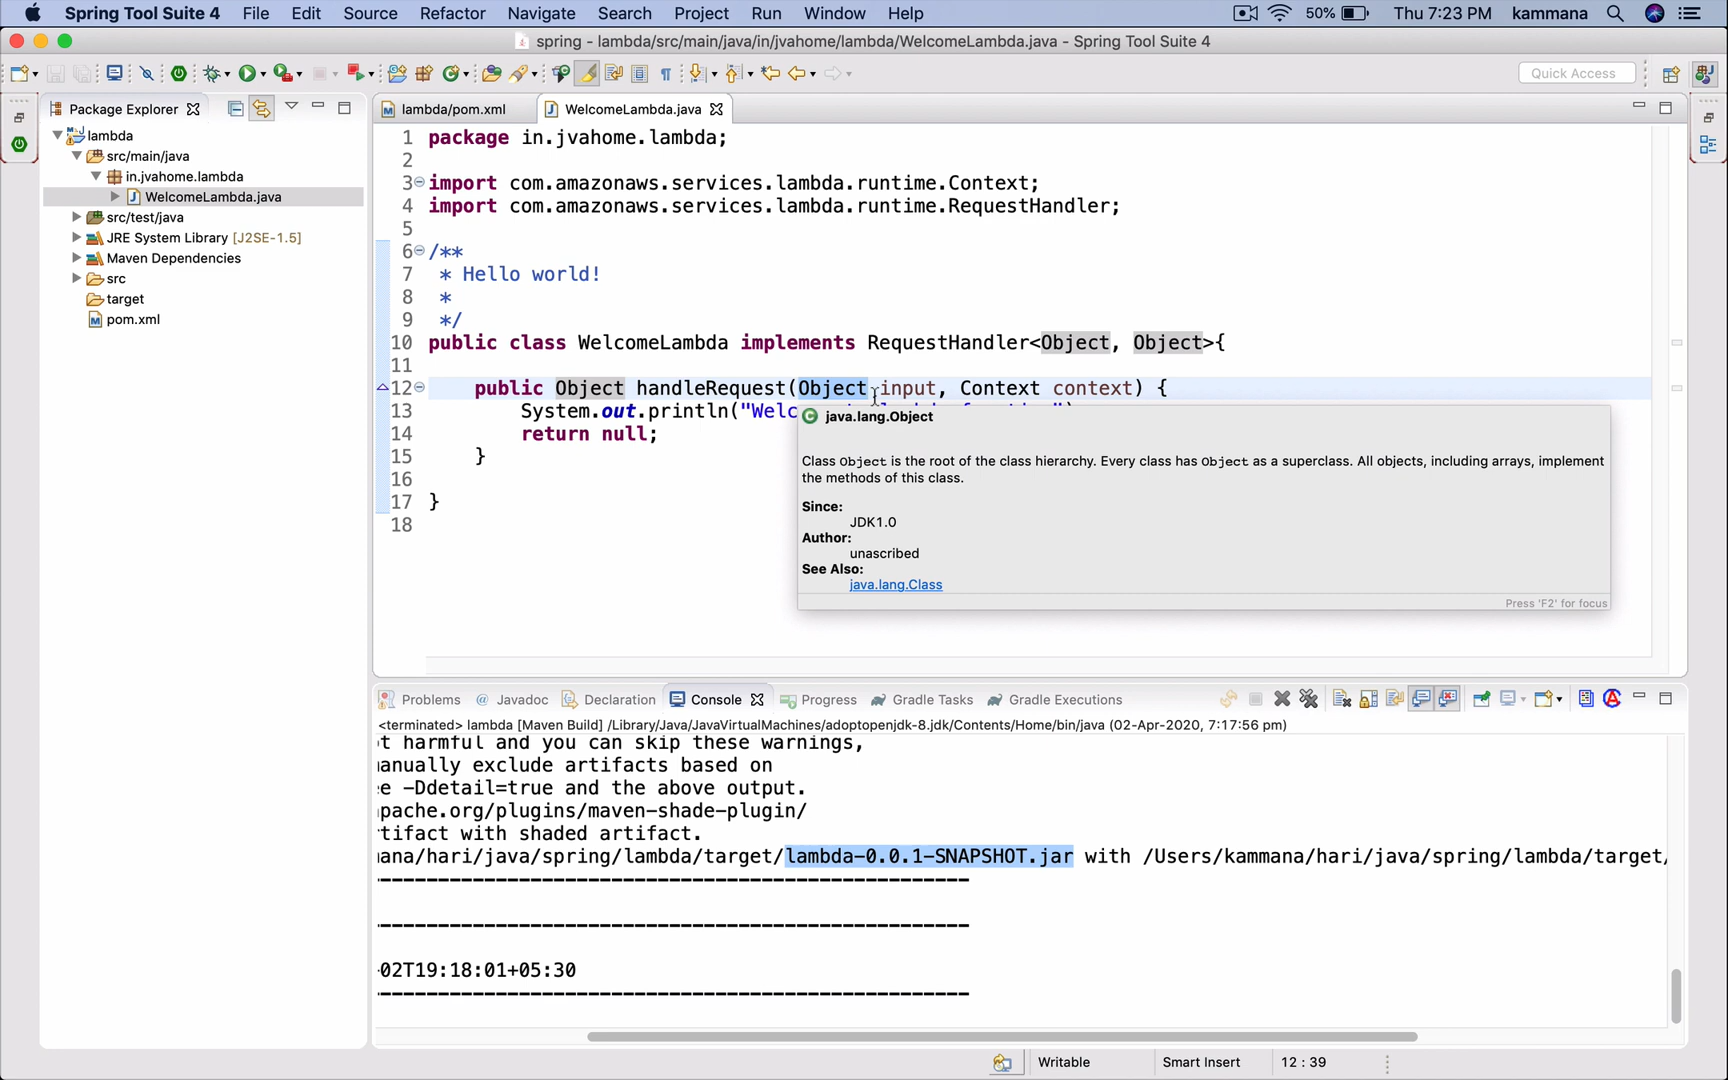 Spring Tool Suite 4 File Edit Source Refactor Navigate Search Project Run Window Help 50% Thu 7:23 PM kammana
spring - lambda/src/main/java/in/jvahome/lambda/WelcomeLambda.java - Spring Tool Suite 4
Quick Access
Package Explorer
lambda
src/main/java
in.jvahome.lambda
WelcomeLambda.java
src/test/java
JRE System Library [J2SE-1.5]
Maven Dependencies
src
target
pom.xml
lambda/pom.xml WelcomeLambda.java
1 package in.jvahome.lambda;
2
3 import com.amazonaws.services.lambda.runtime.Context;
4 import com.amazonaws.services.lambda.runtime.RequestHandler;
5
6 /**
7 * Hello world!
8 *
9 */
10 public class WelcomeLambda implements RequestHandler<Object, Object>{
11
12 public Object handleRequest(Object input, Context context) {
13 System.out.println("Welc
14 return null;
15 }
16
17 }
18
java.lang.Object
Class Object is the root of the class hierarchy. Every class has Object as a superclass. All objects, including arrays, implement
the methods of this class.
Since:
JDK1.0
Author:
unascribed
See Also:
java.lang.Class
Press 'F2' for focus
Problems @ Javadoc Declaration Console Progress Gradle Tasks Gradle Executions
<terminated> lambda [Maven Build] /Library/Java/JavaVirtualMachines/adoptopenjdk-8.jdk/Contents/Home/bin/java (02-Apr-2020, 7:17:56 pm)
ot harmful and you can skip these warnings,
manually exclude artifacts based on
e -Ddetail=true and the above output.
pache.org/plugins/maven-shade-plugin/
rtifact with shaded artifact.
mana/hari/java/spring/lambda/target/lambda-0.0.1-SNAPSHOT.jar with /Users/kammana/hari/java/spring/lambda/target/
------------------------------------------------------------------------
------------------------------------------------------------------------
02T19:18:01+05:30
------------------------------------------------------------------------
Writable Smart Insert 12 : 39